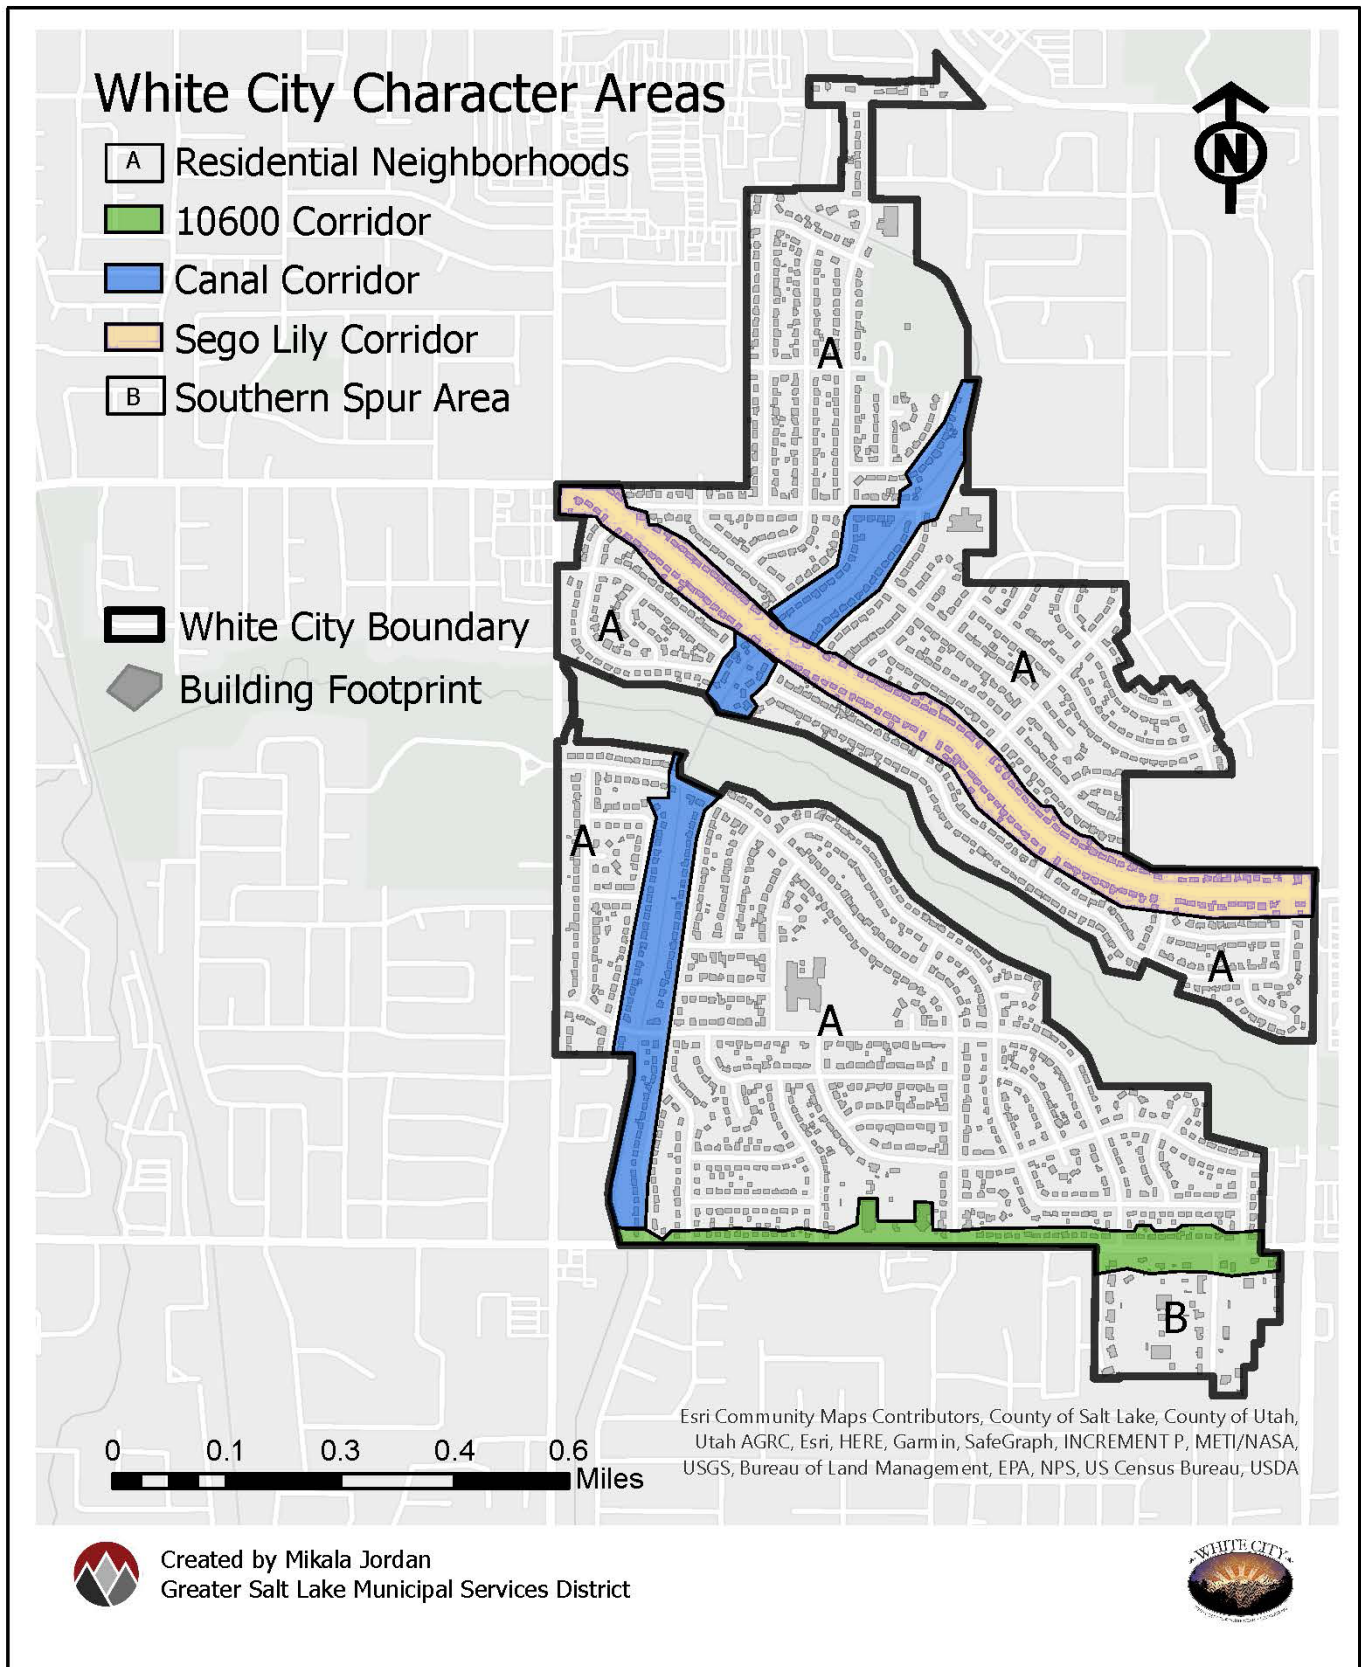 White City Character Areas
A Residential Neighborhoods
10600 Corridor
Canal Corridor
Sego Lily Corridor
B Southern Spur Area
White City Boundary
Building Footprint
N
A
A
A
A
A
A
B
0 0.1 0.3 0.4 0.6
Miles
Esri Community Maps Contributors, County of Salt Lake, County of Utah,
Utah AGRC, Esri, HERE, Garmin, SafeGraph, INCREMENT P, METI/NASA,
USGS, Bureau of Land Management, EPA, NPS, US Census Bureau, USDA
Created by Mikala Jordan
Greater Salt Lake Municipal Services District
WHITE CITY